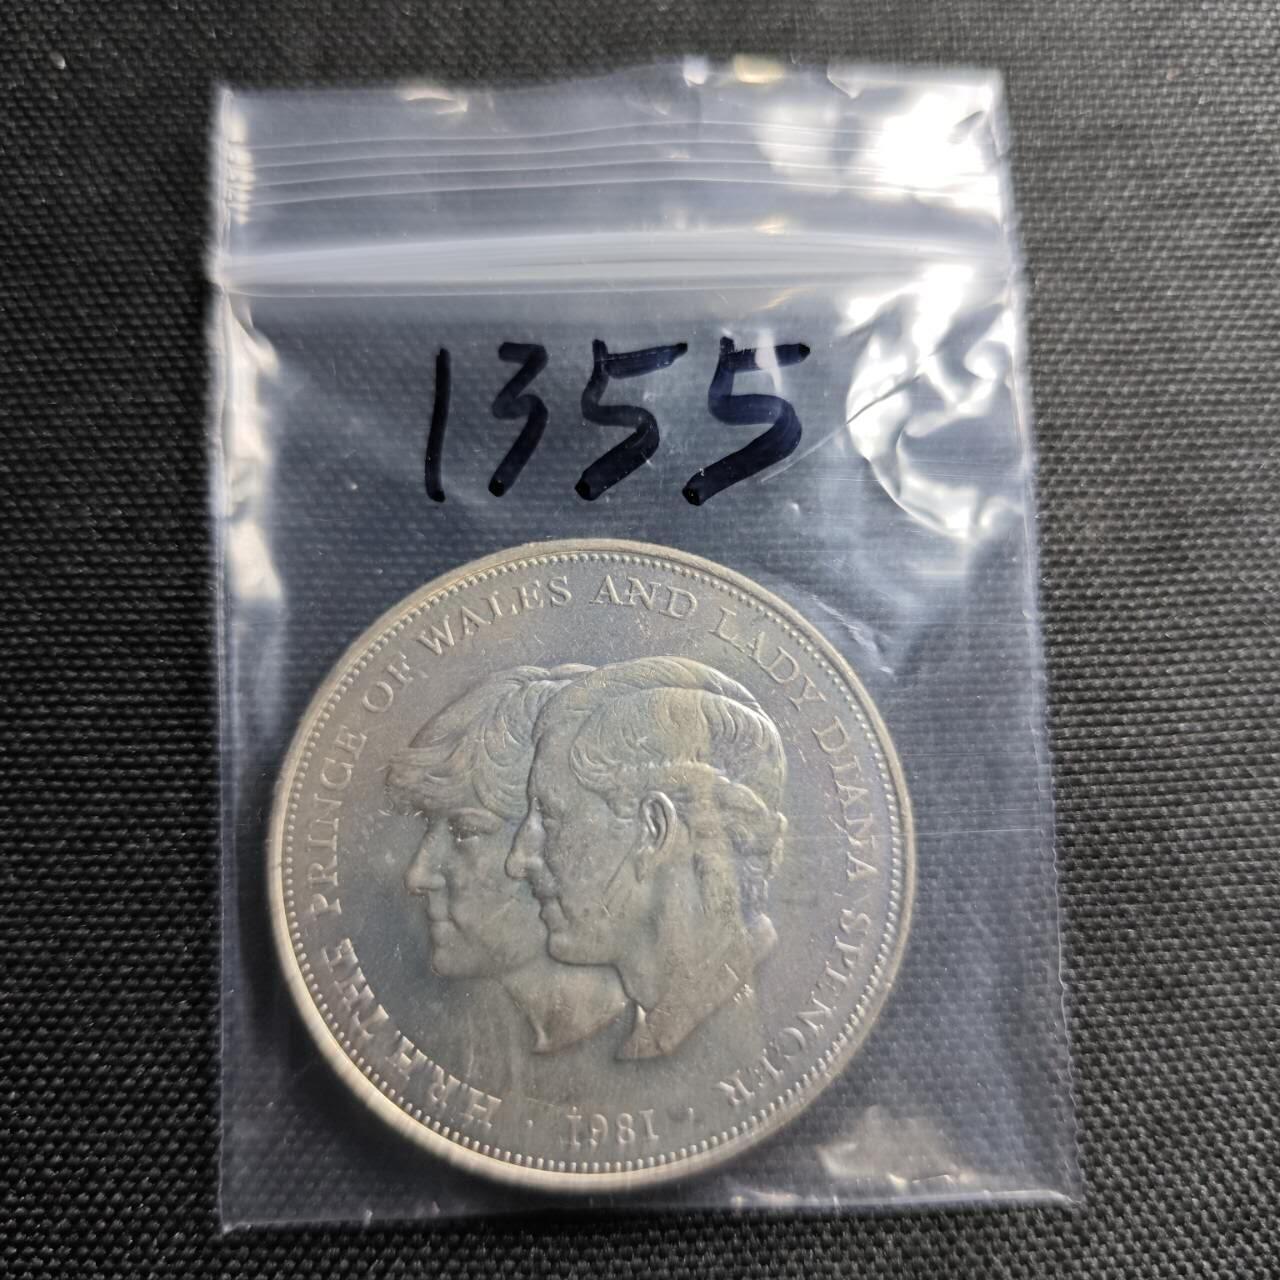 1355
H.R.H. THE PRINCE OF WALES AND LADY DIANA SPENCER
· 1981 ·